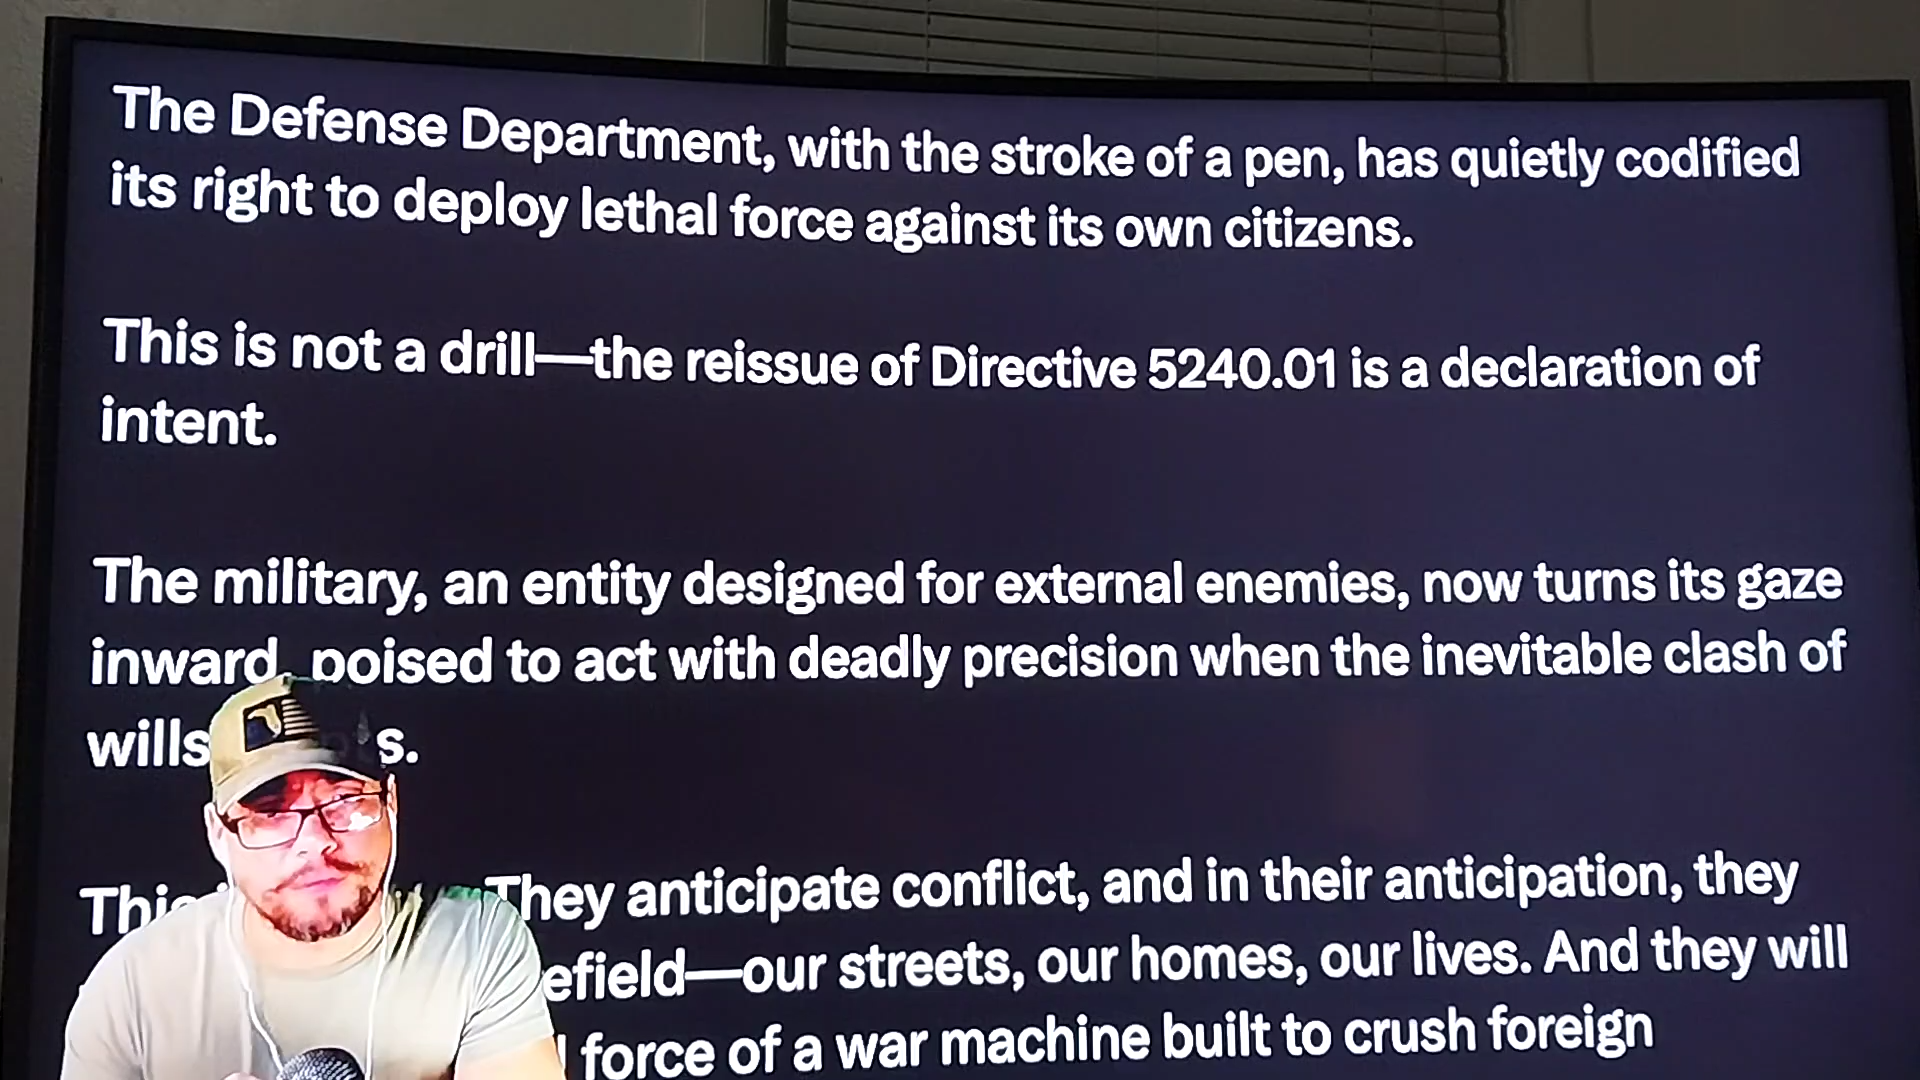 The Defense Department, with the stroke of a pen, has quietly codified
its right to deploy lethal force against its own citizens.
This is not a drill—the reissue of Directive 5240.01 is a declaration of
intent.
The military, an entity designed for external enemies, now turns its gaze
inward, poised to act with deadly precision when the inevitable clash of
wills
They anticipate conflict, and in their anticipation, they
our streets, our homes, our lives. And they will
force of a war machine built to crush foreign